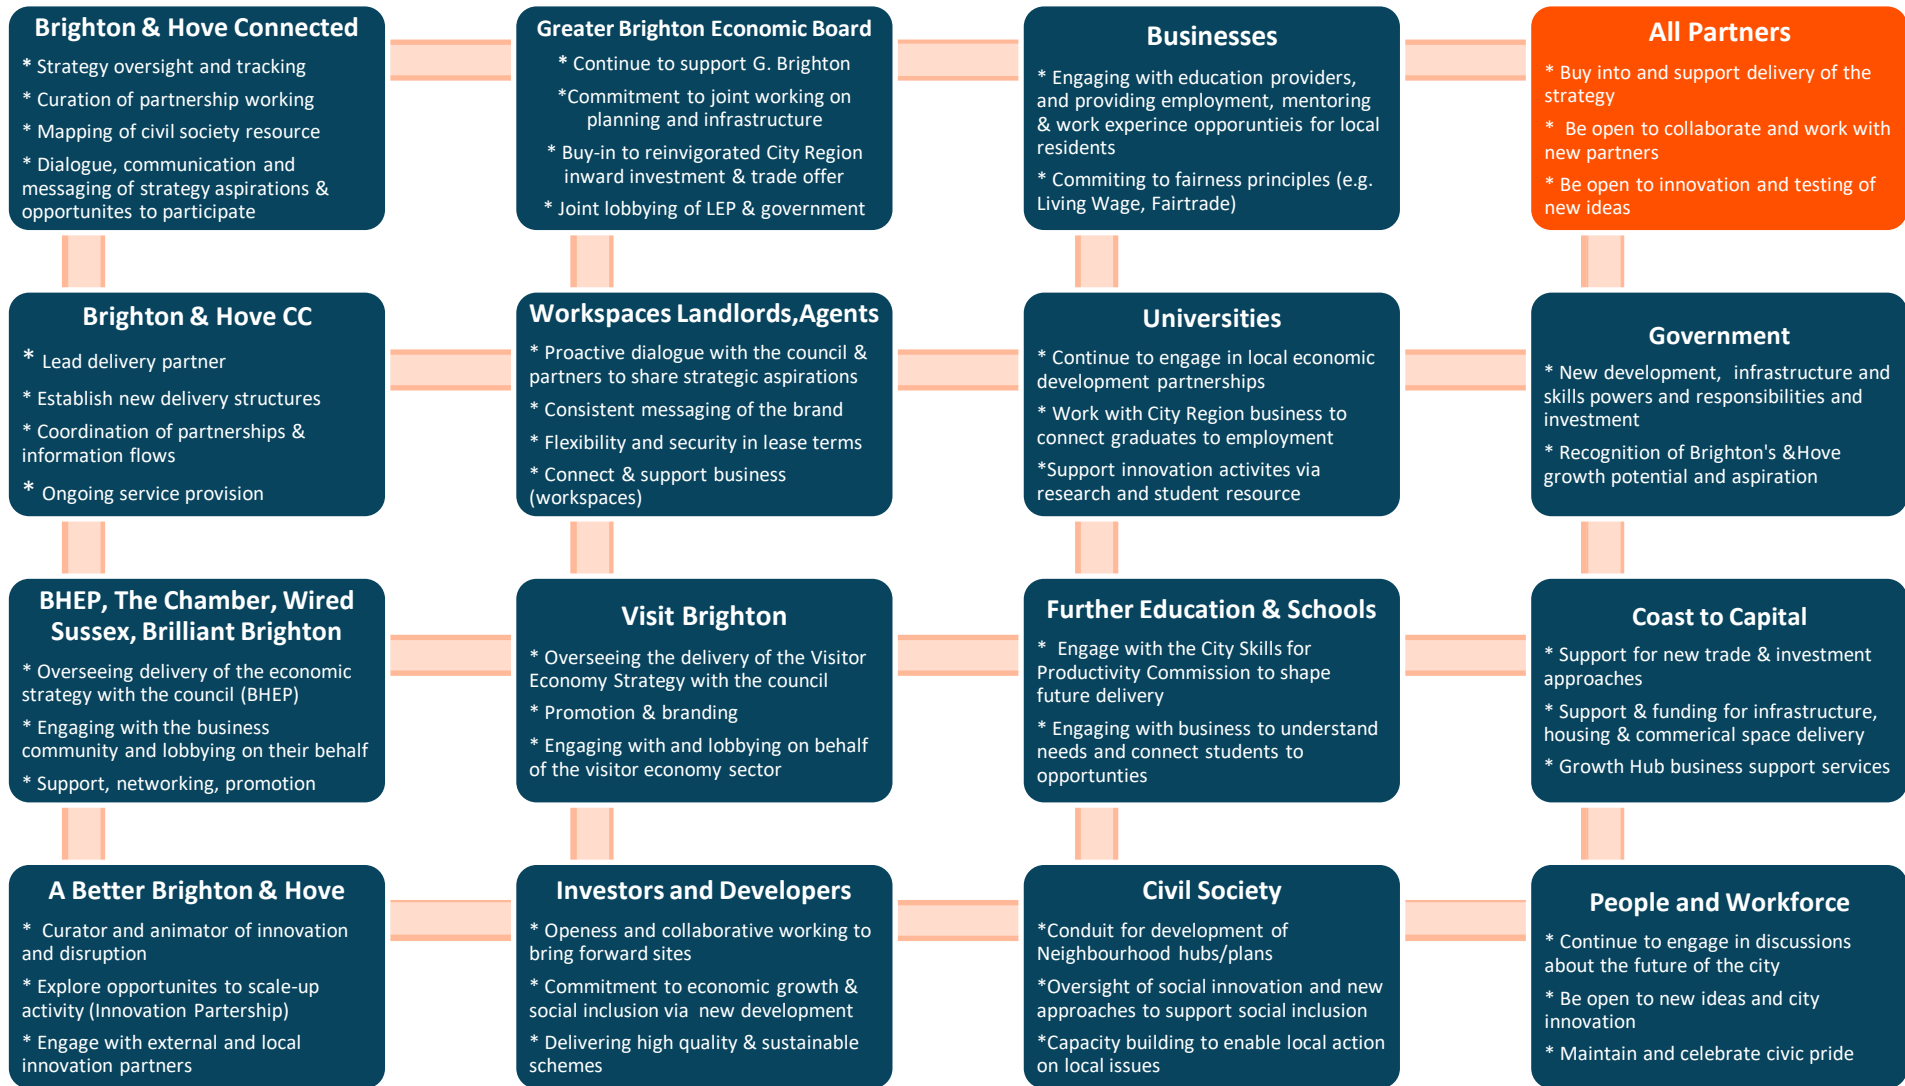 Brighton & Hove Connected
* Strategy oversight and tracking
* Curation of partnership working
* Mapping of civil society resource
* Dialogue, communication and
messaging of strategy aspirations &
opportunites to participate
Greater Brighton Economic Board
* Continue to support G. Brighton
*Commitment to joint working on
planning and infrastructure
* Buy-in to reinvigorated City Region
inward investment & trade offer
* Joint lobbying of LEP & government
Businesses
* Engaging with education providers,
and providing employment, mentoring
& work experince opporuntieis for local
residents
* Commiting to fairness principles (e.g.
Living Wage, Fairtrade)
All Partners
* Buy into and support delivery of the
strategy
* Be open to collaborate and work with
new partners
* Be open to innovation and testing of
new ideas
Brighton & Hove CC
* Lead delivery partner
* Establish new delivery structures
* Coordination of partnerships &
information flows
* Ongoing service provision
Workspaces Landlords,Agents
* Proactive dialogue with the council &
partners to share strategic aspirations
* Consistent messaging of the brand
* Flexibility and security in lease terms
* Connect & support business
(workspaces)
Universities
* Continue to engage in local economic
development partnerships
* Work with City Region business to
connect graduates to employment
*Support innovation activites via
research and student resource
Government
* New development, infrastructure and
skills powers and responsibilities and
investment
* Recognition of Brighton's &Hove
growth potential and aspiration
BHEP, The Chamber, Wired
Sussex, Brilliant Brighton
* Overseeing delivery of the economic
strategy with the council (BHEP)
* Engaging with the business
community and lobbying on their behalf
* Support, networking, promotion
Visit Brighton
* Overseeing the delivery of the Visitor
Economy Strategy with the council
* Promotion & branding
* Engaging with and lobbying on behalf
of the visitor economy sector
Further Education & Schools
* Engage with the City Skills for
Productivity Commission to shape
future delivery
* Engaging with business to understand
needs and connect students to
opportunties
Coast to Capital
* Support for new trade & investment
approaches
* Support & funding for infrastructure,
housing & commerical space delivery
* Growth Hub business support services
A Better Brighton & Hove
* Curator and animator of innovation
and disruption
* Explore opportunites to scale-up
activity (Innovation Partership)
* Engage with external and local
innovation partners
Investors and Developers
* Openess and collaborative working to
bring forward sites
* Commitment to economic growth &
social inclusion via new development
* Delivering high quality & sustainable
schemes
Civil Society
*Conduit for development of
Neighbourhood hubs/plans
*Oversight of social innovation and new
approaches to support social inclusion
*Capacity building to enable local action
on local issues
People and Workforce
* Continue to engage in discussions
about the future of the city
* Be open to new ideas and city
innovation
* Maintain and celebrate civic pride